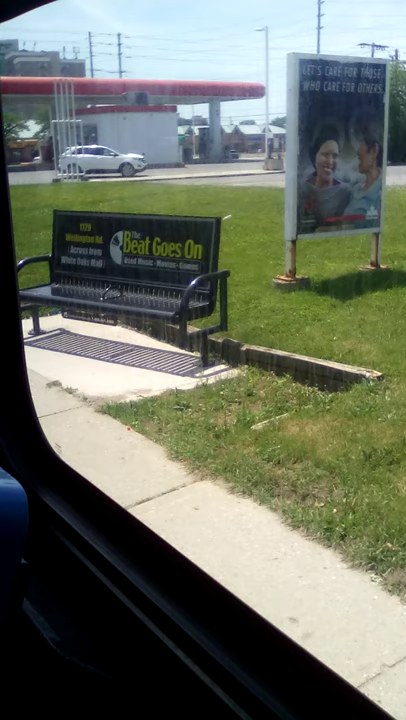 LET'S CARE FOR THOSE
WHO CARE FOR OTHERS.
1129
Wellington Rd.
(Across from
White Oaks Mall)
The
Beat Goes On
Used Music - Movies - Games